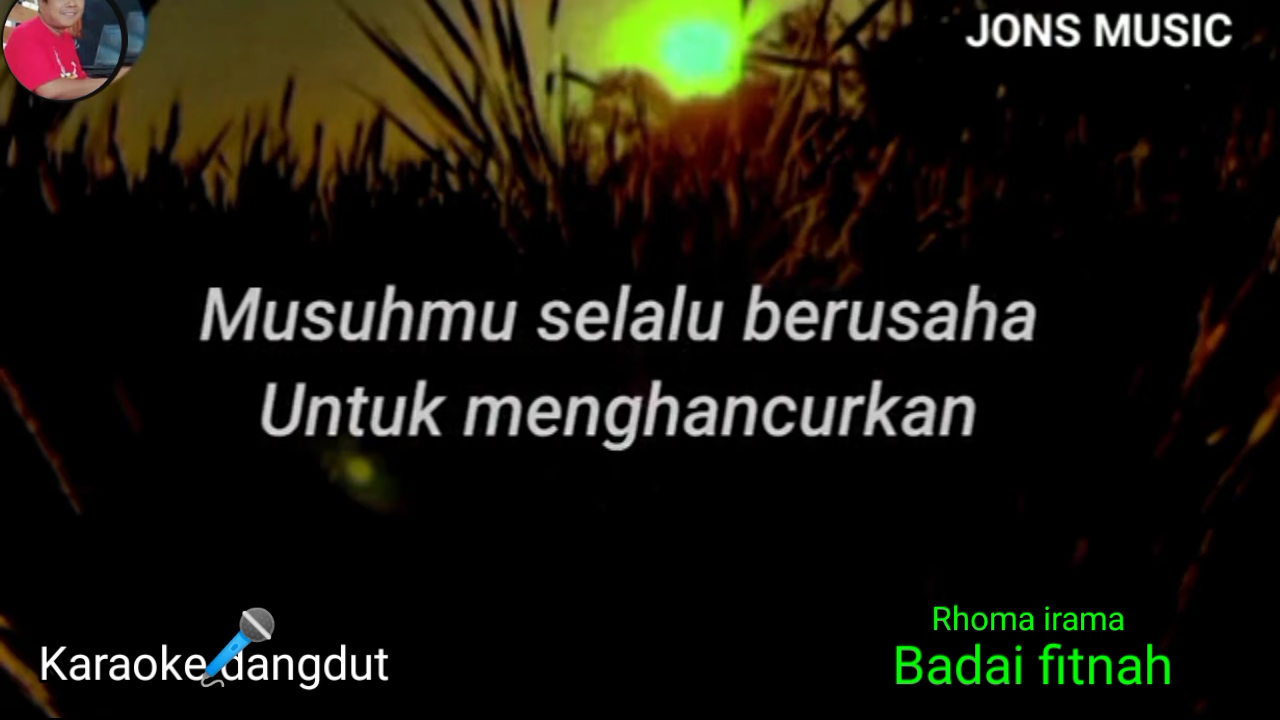 JONS MUSIC
Musuhmu selalu berusaha
Untuk menghancurkan
Rhoma irama
Karaoke dangdut
Badai fitnah